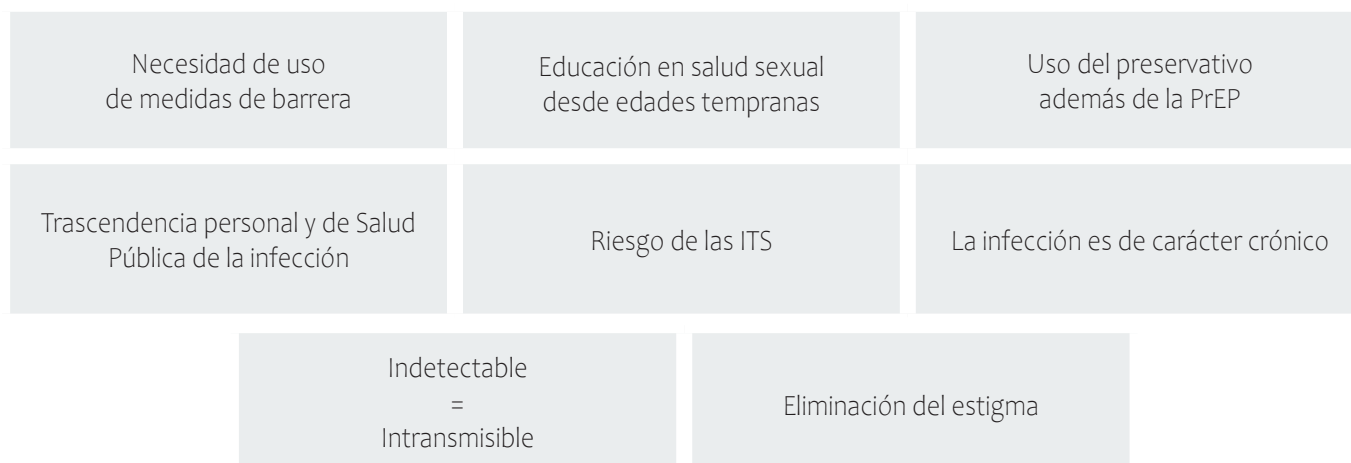 Necesidad de uso
de medidas de barrera
Educación en salud sexual
desde edades tempranas
Uso del preservativo
además de la PrEP
Trascendencia personal y de Salud
Pública de la infección
Riesgo de las ITS
La infección es de carácter crónico
Indetectable
=
Intransmisible
Eliminación del estigma